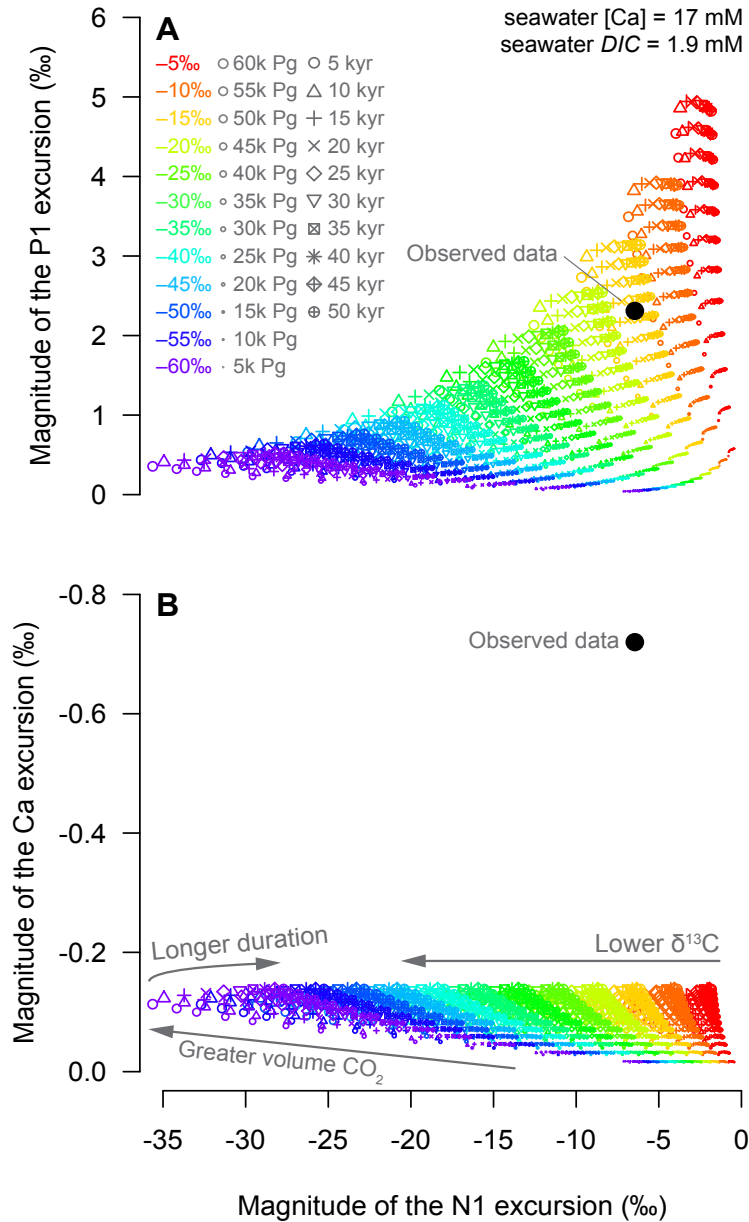 A
seawater [Ca] = 17 mM
seawater DIC = 1.9 mM
–5‰ 60k Pg 5 kyr
–10‰ 55k Pg 10 kyr
–15‰ 50k Pg 15 kyr
–20‰ 45k Pg 20 kyr
–25‰ 40k Pg 25 kyr
–30‰ 35k Pg 30 kyr
–35‰ 30k Pg 35 kyr
–40‰ 25k Pg 40 kyr
–45‰ 20k Pg 45 kyr
–50‰ 15k Pg 50 kyr
–55‰ 10k Pg
–60‰ 5k Pg
Observed data
Magnitude of the P1 excursion (‰)
6
5
4
3
2
1
0
B
Observed data
Magnitude of the Ca excursion (‰)
-0.8
-0.6
-0.4
-0.2
0.0
Longer duration
Lower δ¹³C
Greater volume CO₂
-35 -30 -25 -20 -15 -10 -5 0
Magnitude of the N1 excursion (‰)